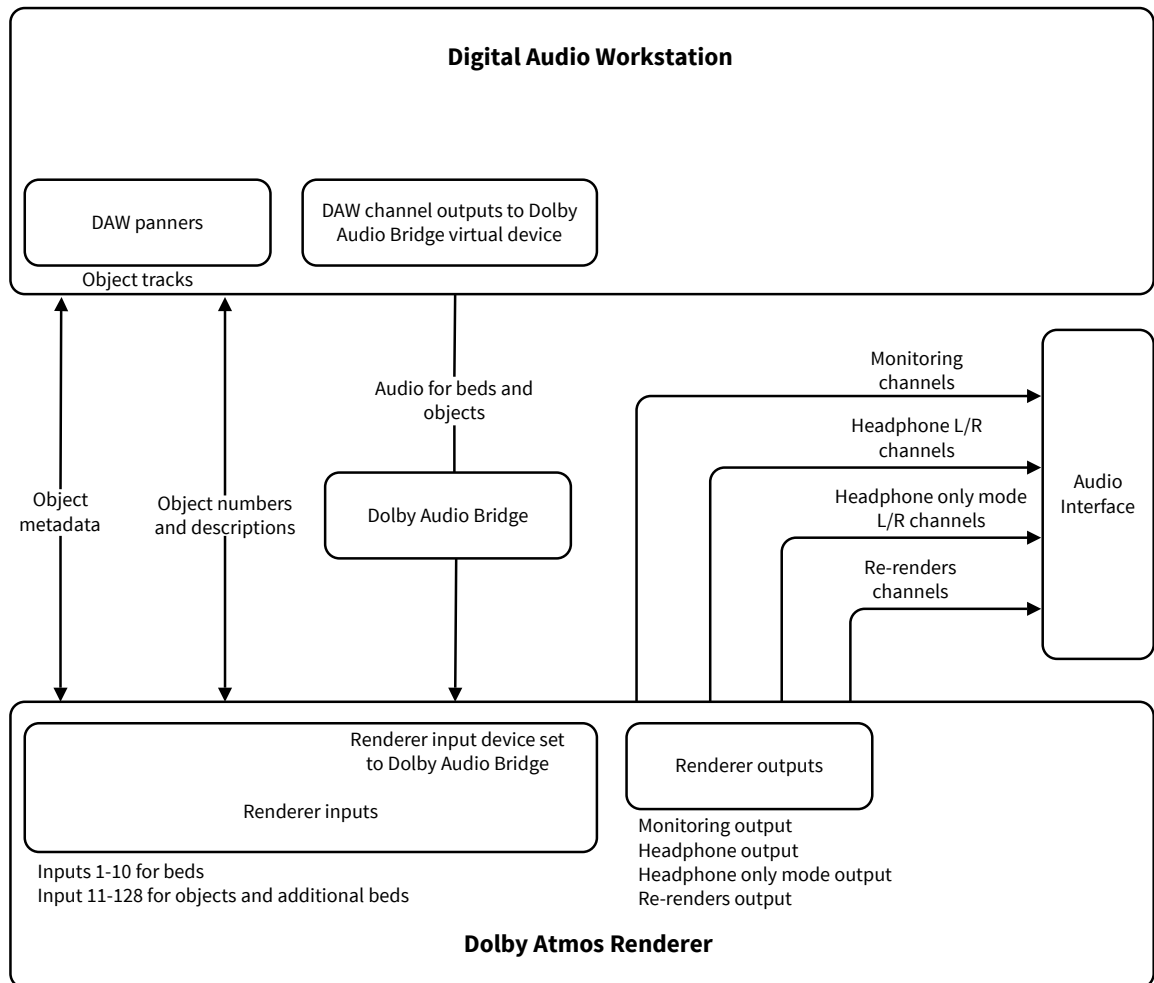 Digital Audio Workstation
DAW panners
DAW channel outputs to Dolby
Audio Bridge virtual device
Object tracks
Object
metadata
Object numbers
and descriptions
Audio for beds and
objects
Dolby Audio Bridge
Monitoring
channels
Headphone L/R
channels
Headphone only mode
L/R channels
Re-renders
channels
Audio
Interface
Renderer input device set
to Dolby Audio Bridge
Renderer inputs
Inputs 1-10 for beds
Input 11-128 for objects and additional beds
Renderer outputs
Monitoring output
Headphone output
Headphone only mode output
Re-renders output
Dolby Atmos Renderer